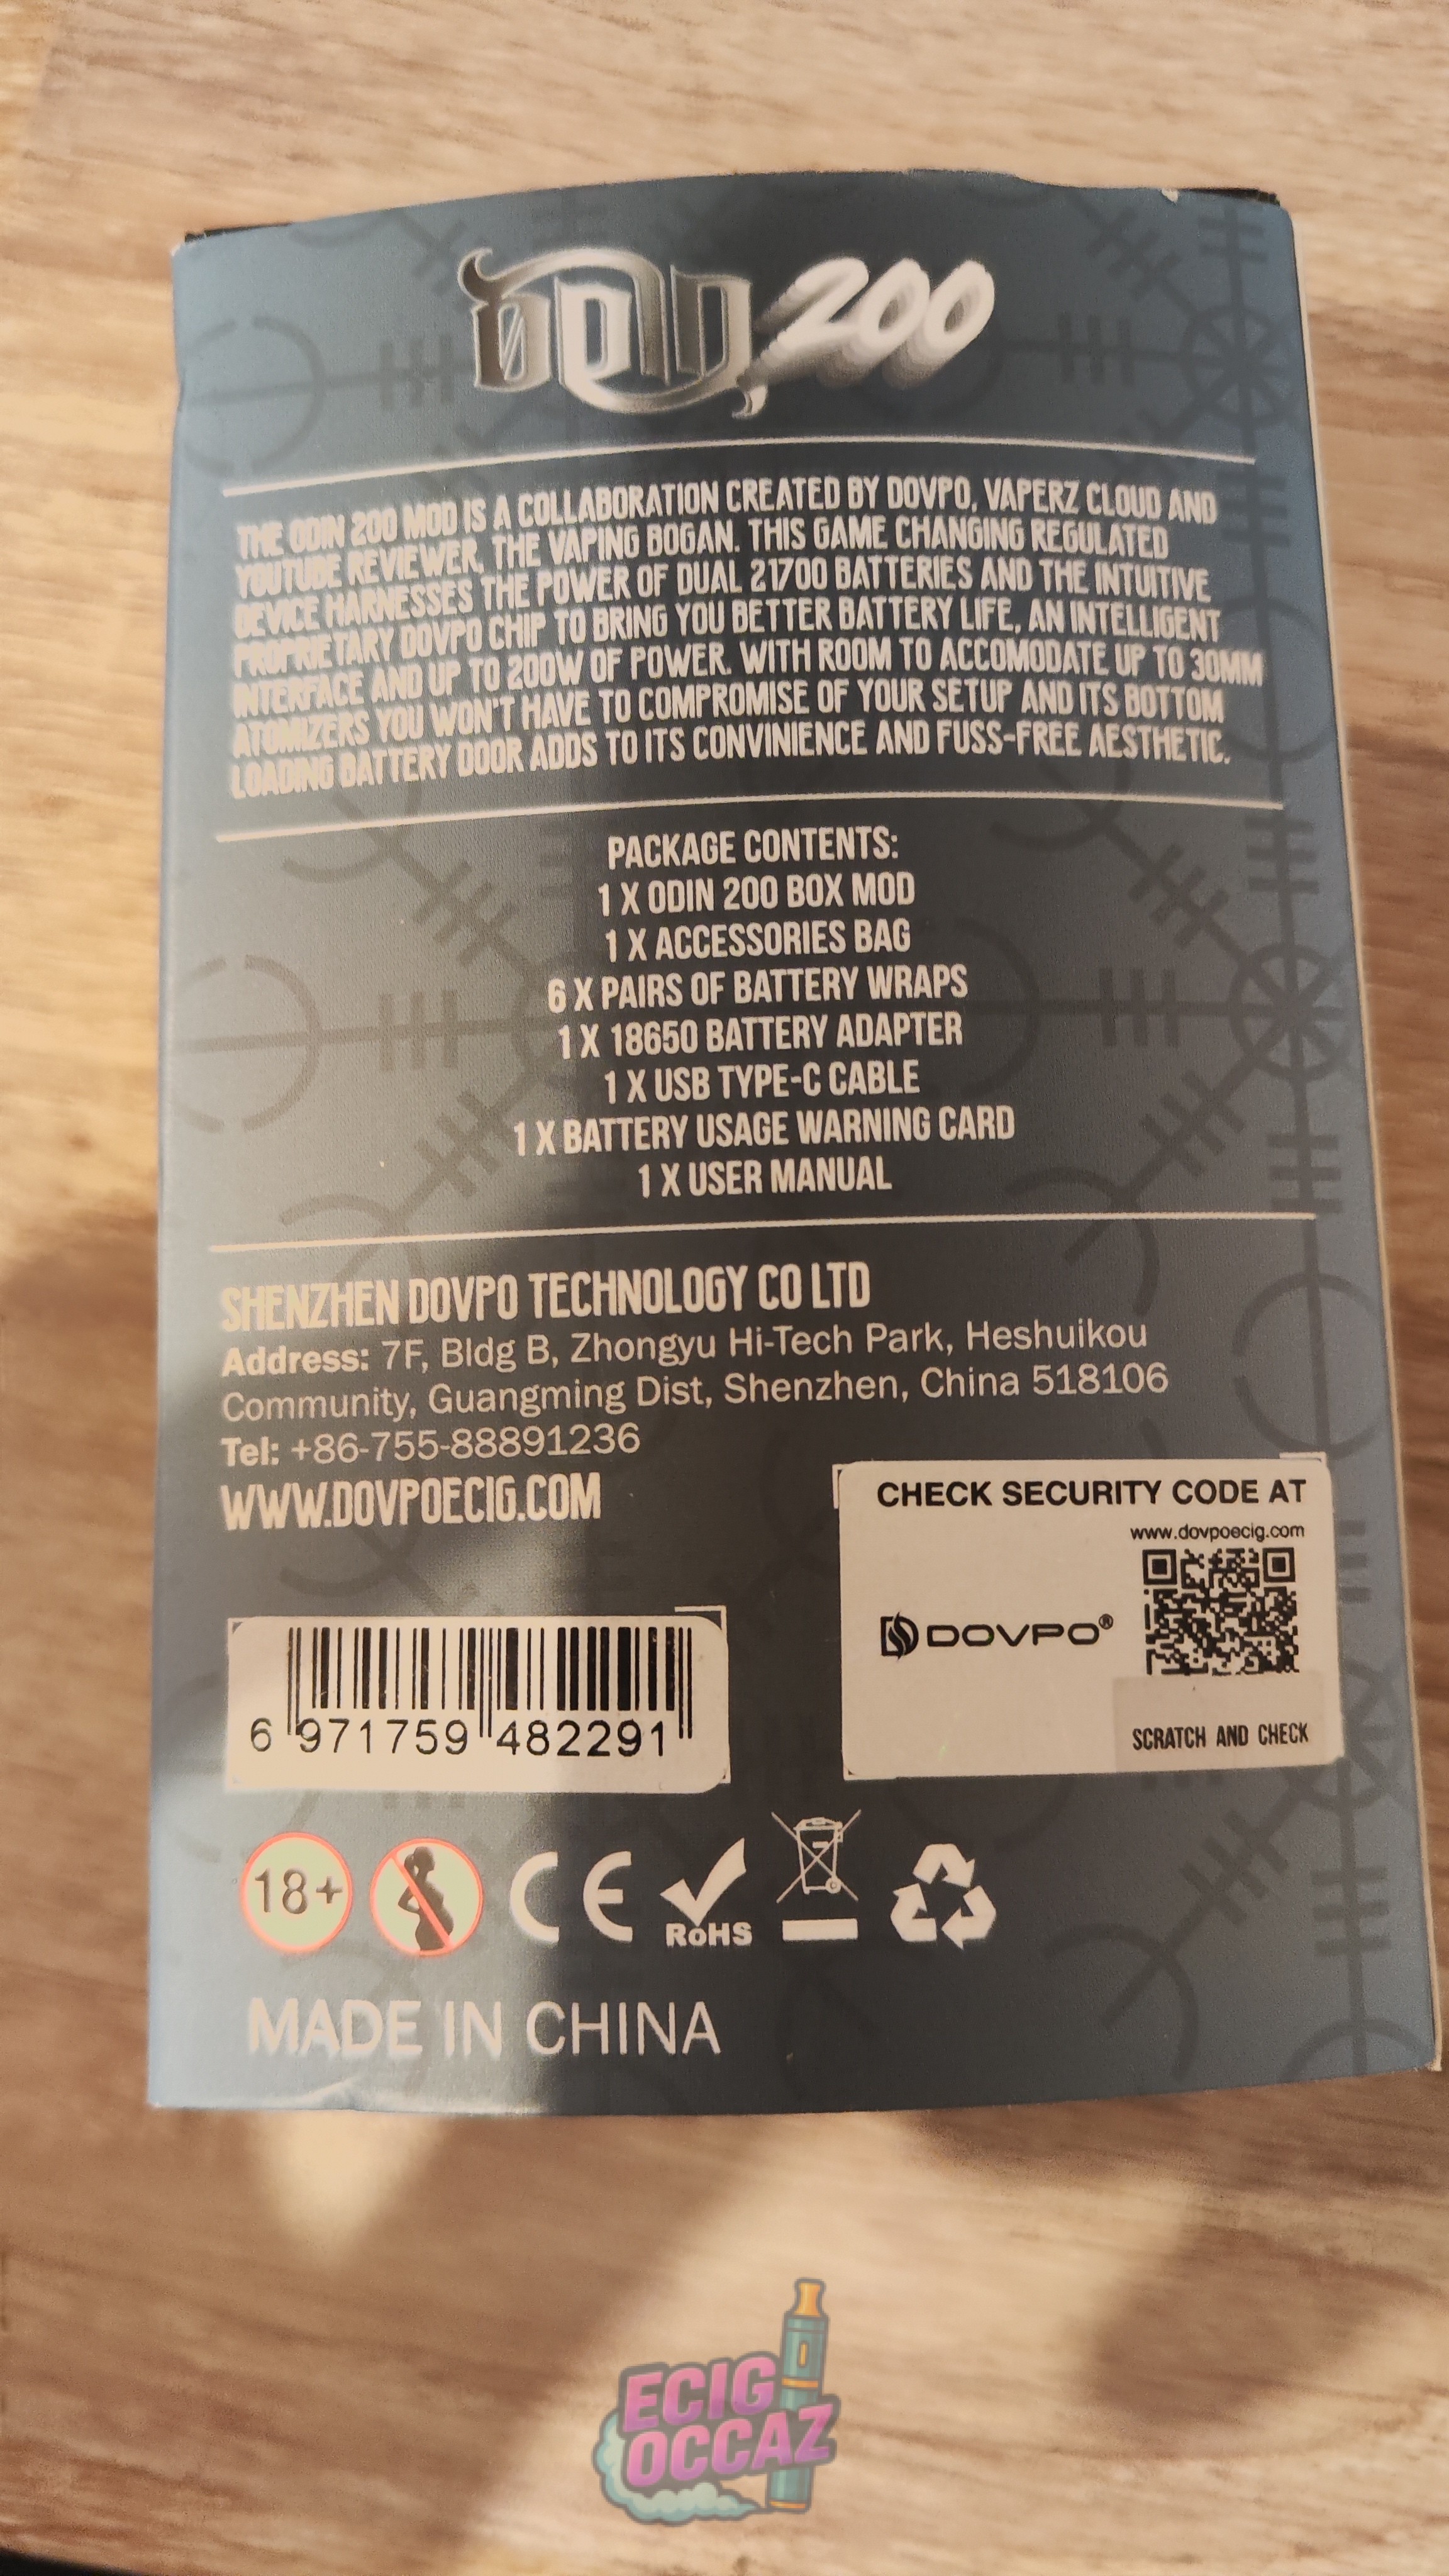 ODIN 200
THE ODIN 200 MOD IS A COLLABORATION CREATED BY DOVPO, VAPERZ CLOUD AND
YOUTUBE REVIEWER, THE VAPING BOGAN. THIS GAME CHANGING REGULATED
DEVICE HARNESSES THE POWER OF DUAL 21700 BATTERIES AND THE INTUITIVE
PROPRIETARY DOVPO CHIP TO BRING YOU BETTER BATTERY LIFE, AN INTELLIGENT
INTERFACE AND UP TO 200W OF POWER. WITH ROOM TO ACCOMODATE UP TO 30MM
ATOMIZERS YOU WON'T HAVE TO COMPROMISE OF YOUR SETUP AND ITS BOTTOM
LOADING BATTERY DOOR ADDS TO ITS CONVINIENCE AND FUSS-FREE AESTHETIC.
PACKAGE CONTENTS:
1 X ODIN 200 BOX MOD
1 X ACCESSORIES BAG
6 X PAIRS OF BATTERY WRAPS
1 X 18650 BATTERY ADAPTER
1 X USB TYPE-C CABLE
1 X BATTERY USAGE WARNING CARD
1 X USER MANUAL
SHENZHEN DOVPO TECHNOLOGY CO LTD
Address: 7F, Bldg B, Zhongyu Hi-Tech Park, Heshuikou
Community, Guangming Dist, Shenzhen, China 518106
Tel: +86-755-88891236
WWW.DOVPOECIG.COM
CHECK SECURITY CODE AT
www.dovpoecig.com
DOVPO®
SCRATCH AND CHECK
6 971759 482291
18+
CE
RoHS
MADE IN CHINA
ECIG
OCCAZ